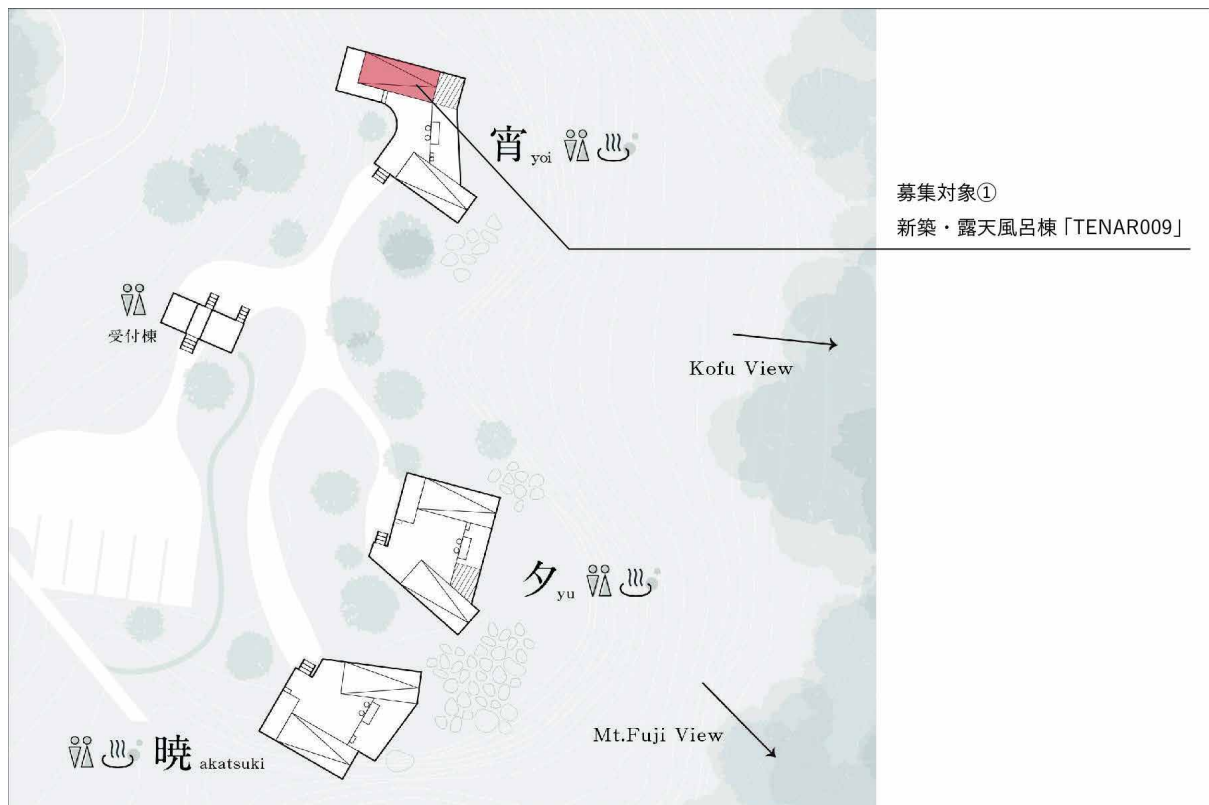 宵 yoi
募集対象①
新築・露天風呂棟「TENAR009」
受付棟
Kofu View
夕 yu
Mt.Fuji View
暁 akatsuki